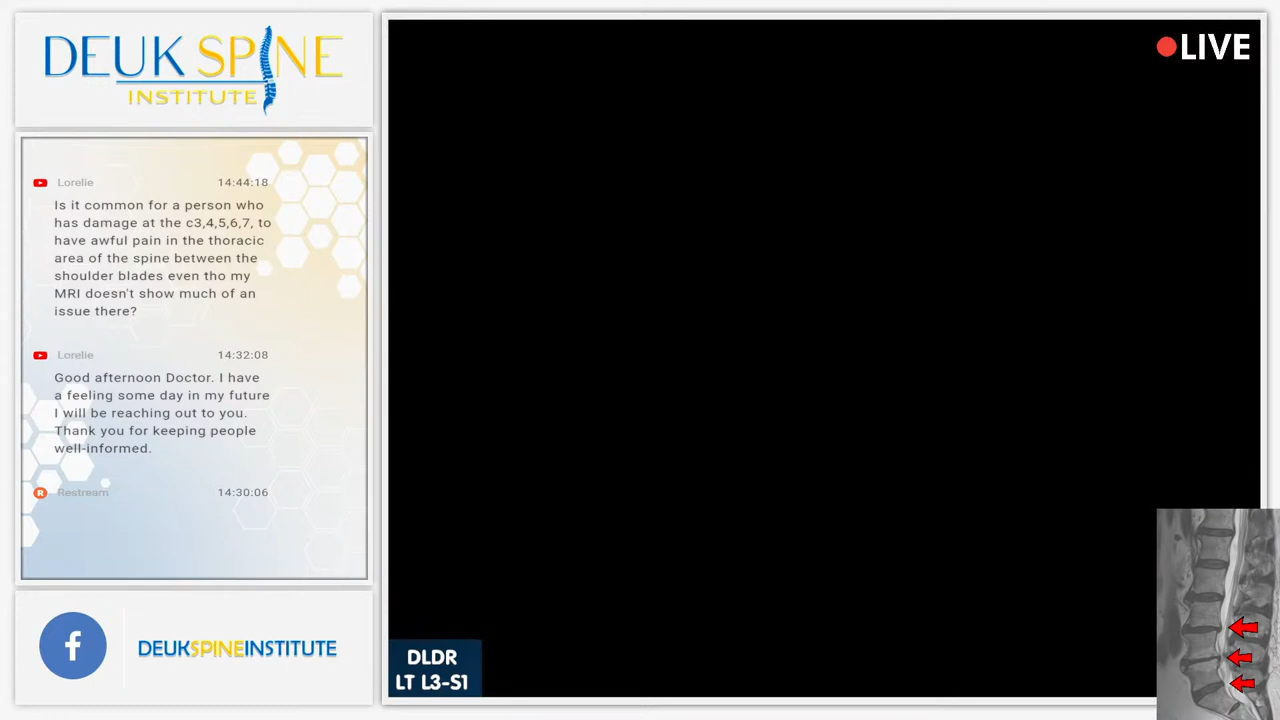 DEUK SPINE
INSTITUTE
Lorelie 14:44:18
Is it common for a person who
has damage at the c3,4,5,6,7, to
have awful pain in the thoracic
area of the spine between the
shoulder blades even tho my
MRI doesn't show much of an
issue there?
Lorelie 14:32:08
Good afternoon Doctor. I have
a feeling some day in my future
I will be reaching out to you.
Thank you for keeping people
well-informed.
R Restream 14:30:06
f DEUKSPINEINSTITUTE
LIVE
DLDR
LT L3-S1